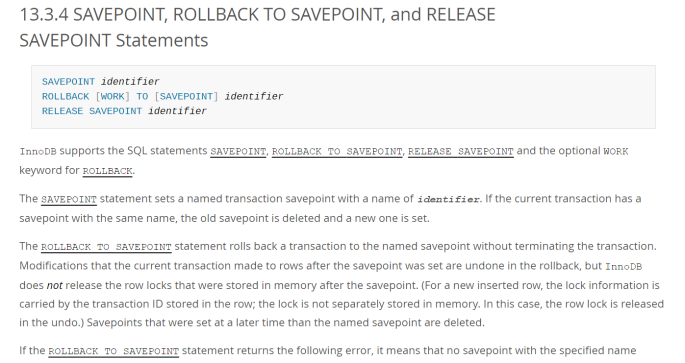 13.3.4 SAVEPOINT, ROLLBACK TO SAVEPOINT, and RELEASE
SAVEPOINT Statements
SAVEPOINT identifier
ROLLBACK [WORK] TO [SAVEPOINT] identifier
RELEASE SAVEPOINT identifier
InnoDB supports the SQL statements SAVEPOINT, ROLLBACK TO SAVEPOINT, RELEASE SAVEPOINT and the optional WORK
keyword for ROLLBACK.
The SAVEPOINT statement sets a named transaction savepoint with a name of identifier. If the current transaction has a
savepoint with the same name, the old savepoint is deleted and a new one is set.
The ROLLBACK TO SAVEPOINT statement rolls back a transaction to the named savepoint without terminating the transaction.
Modifications that the current transaction made to rows after the savepoint was set are undone in the rollback, but InnoDB
does not release the row locks that were stored in memory after the savepoint. (For a new inserted row, the lock information is
carried by the transaction ID stored in the row; the lock is not separately stored in memory. In this case, the row lock is released
in the undo.) Savepoints that were set at a later time than the named savepoint are deleted.
If the ROLLBACK TO SAVEPOINT statement returns the following error, it means that no savepoint with the specified name